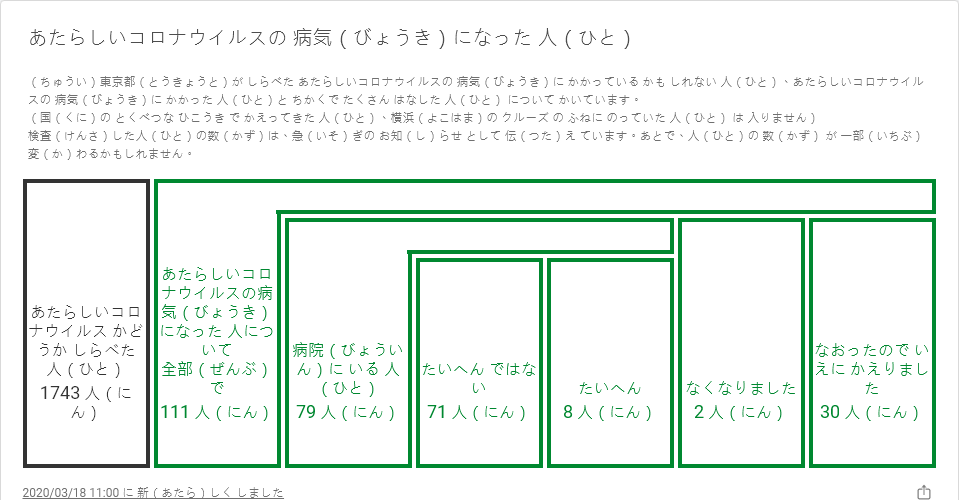 あたらしいコロナウイルスの 病気 ( びょうき ) になった 人 ( ひと )
( ちゅうい ) 東京都 ( とうきょうと ) が しらべた あたらしいコロナウイルスの 病気 ( びょうき ) に かかっている かも しれない 人 ( ひと ) 、あたらしいコロナウイル
スの 病気 ( びょうき ) に かかった 人 ( ひと ) と ちかくで たくさん はなした 人 ( ひと ) について かいています。
( 国 ( くに ) の とくべつな ひこうき で かえってきた 人 ( ひと ) 、横浜 ( よこはま ) の クルーズ の ふねに のっていた 人 ( ひと ) は 入りません )
検査 ( けんさ ) した人 ( ひと ) の数 ( かず ) は、急 ( いそ ) ぎの お知 ( し ) らせ として 伝 ( つた ) え ています。あとで、人 ( ひと ) の 数 ( かず ) が 一部 ( いちぶ )
変 ( か ) わるかもしれません。
あたらしいコロ
ナウイルス かど
うか しらべた
人 ( ひと )
1743 人 ( に
ん )
あたらしいコロ
ナウイルスの病
気 ( びょうき )
になった 人につ
いて
全部 ( ぜんぶ )
で
111 人 ( にん )
病院 ( びょうい
ん ) に いる 人
( ひと )
79 人 ( にん )
たいへん ではな
い
71 人 ( にん )
たいへん
8 人 ( にん )
なくなりました
2 人 ( にん )
なおったので い
えに かえりまし
た
30 人 ( にん )
2020/03/18 11:00 に 新 ( あたら ) しく しました